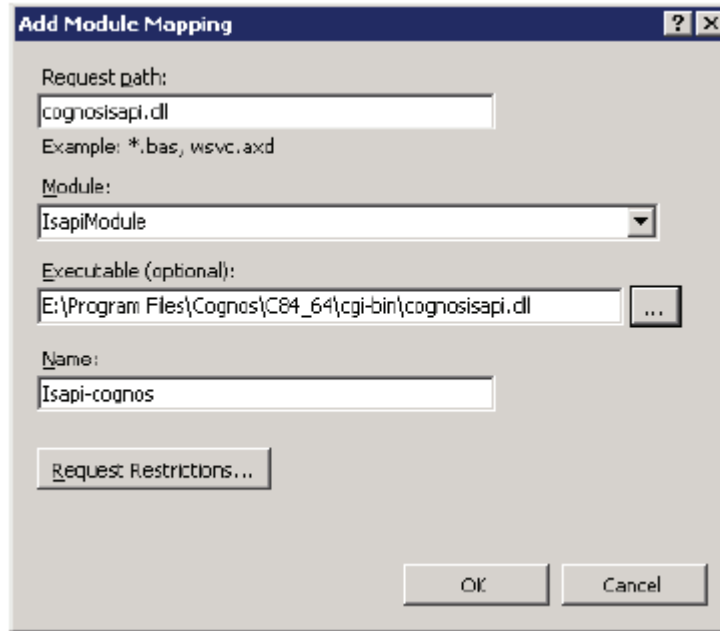 Add Module Mapping
Request path:
cognosisapi.dll
Example: *.bas, wsvc.axd
Module:
IsapiModule
Executable (optional):
E:\Program Files\Cognos\C84_64\cgi-bin\cognosisapi.dll
...
Name:
Isapi-cognos
Request Restrictions...
OK Cancel